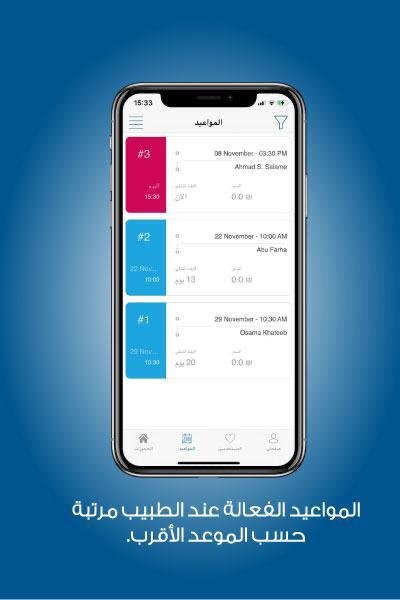 15:33
المواعيد
#3
08 November - 03:30 PM
Ahmad S. Salame
اليوم
15:30
الوقت المتبقي
الآن
السعر
0.0 ₪
#2
22 November - 10:00 AM
Abu Farha
22 Nov...
10:00
الوقت المتبقي
13 يوم
السعر
0.0 ₪
#1
29 November - 10:30 AM
Osama Khateeb
29 Nov...
10:30
الوقت المتبقي
20 يوم
السعر
0.0 ₪
صفحتي
المواعيد
المواعيد الفعالة عند الطبيب مرتبة
حسب الموعد الأقرب.